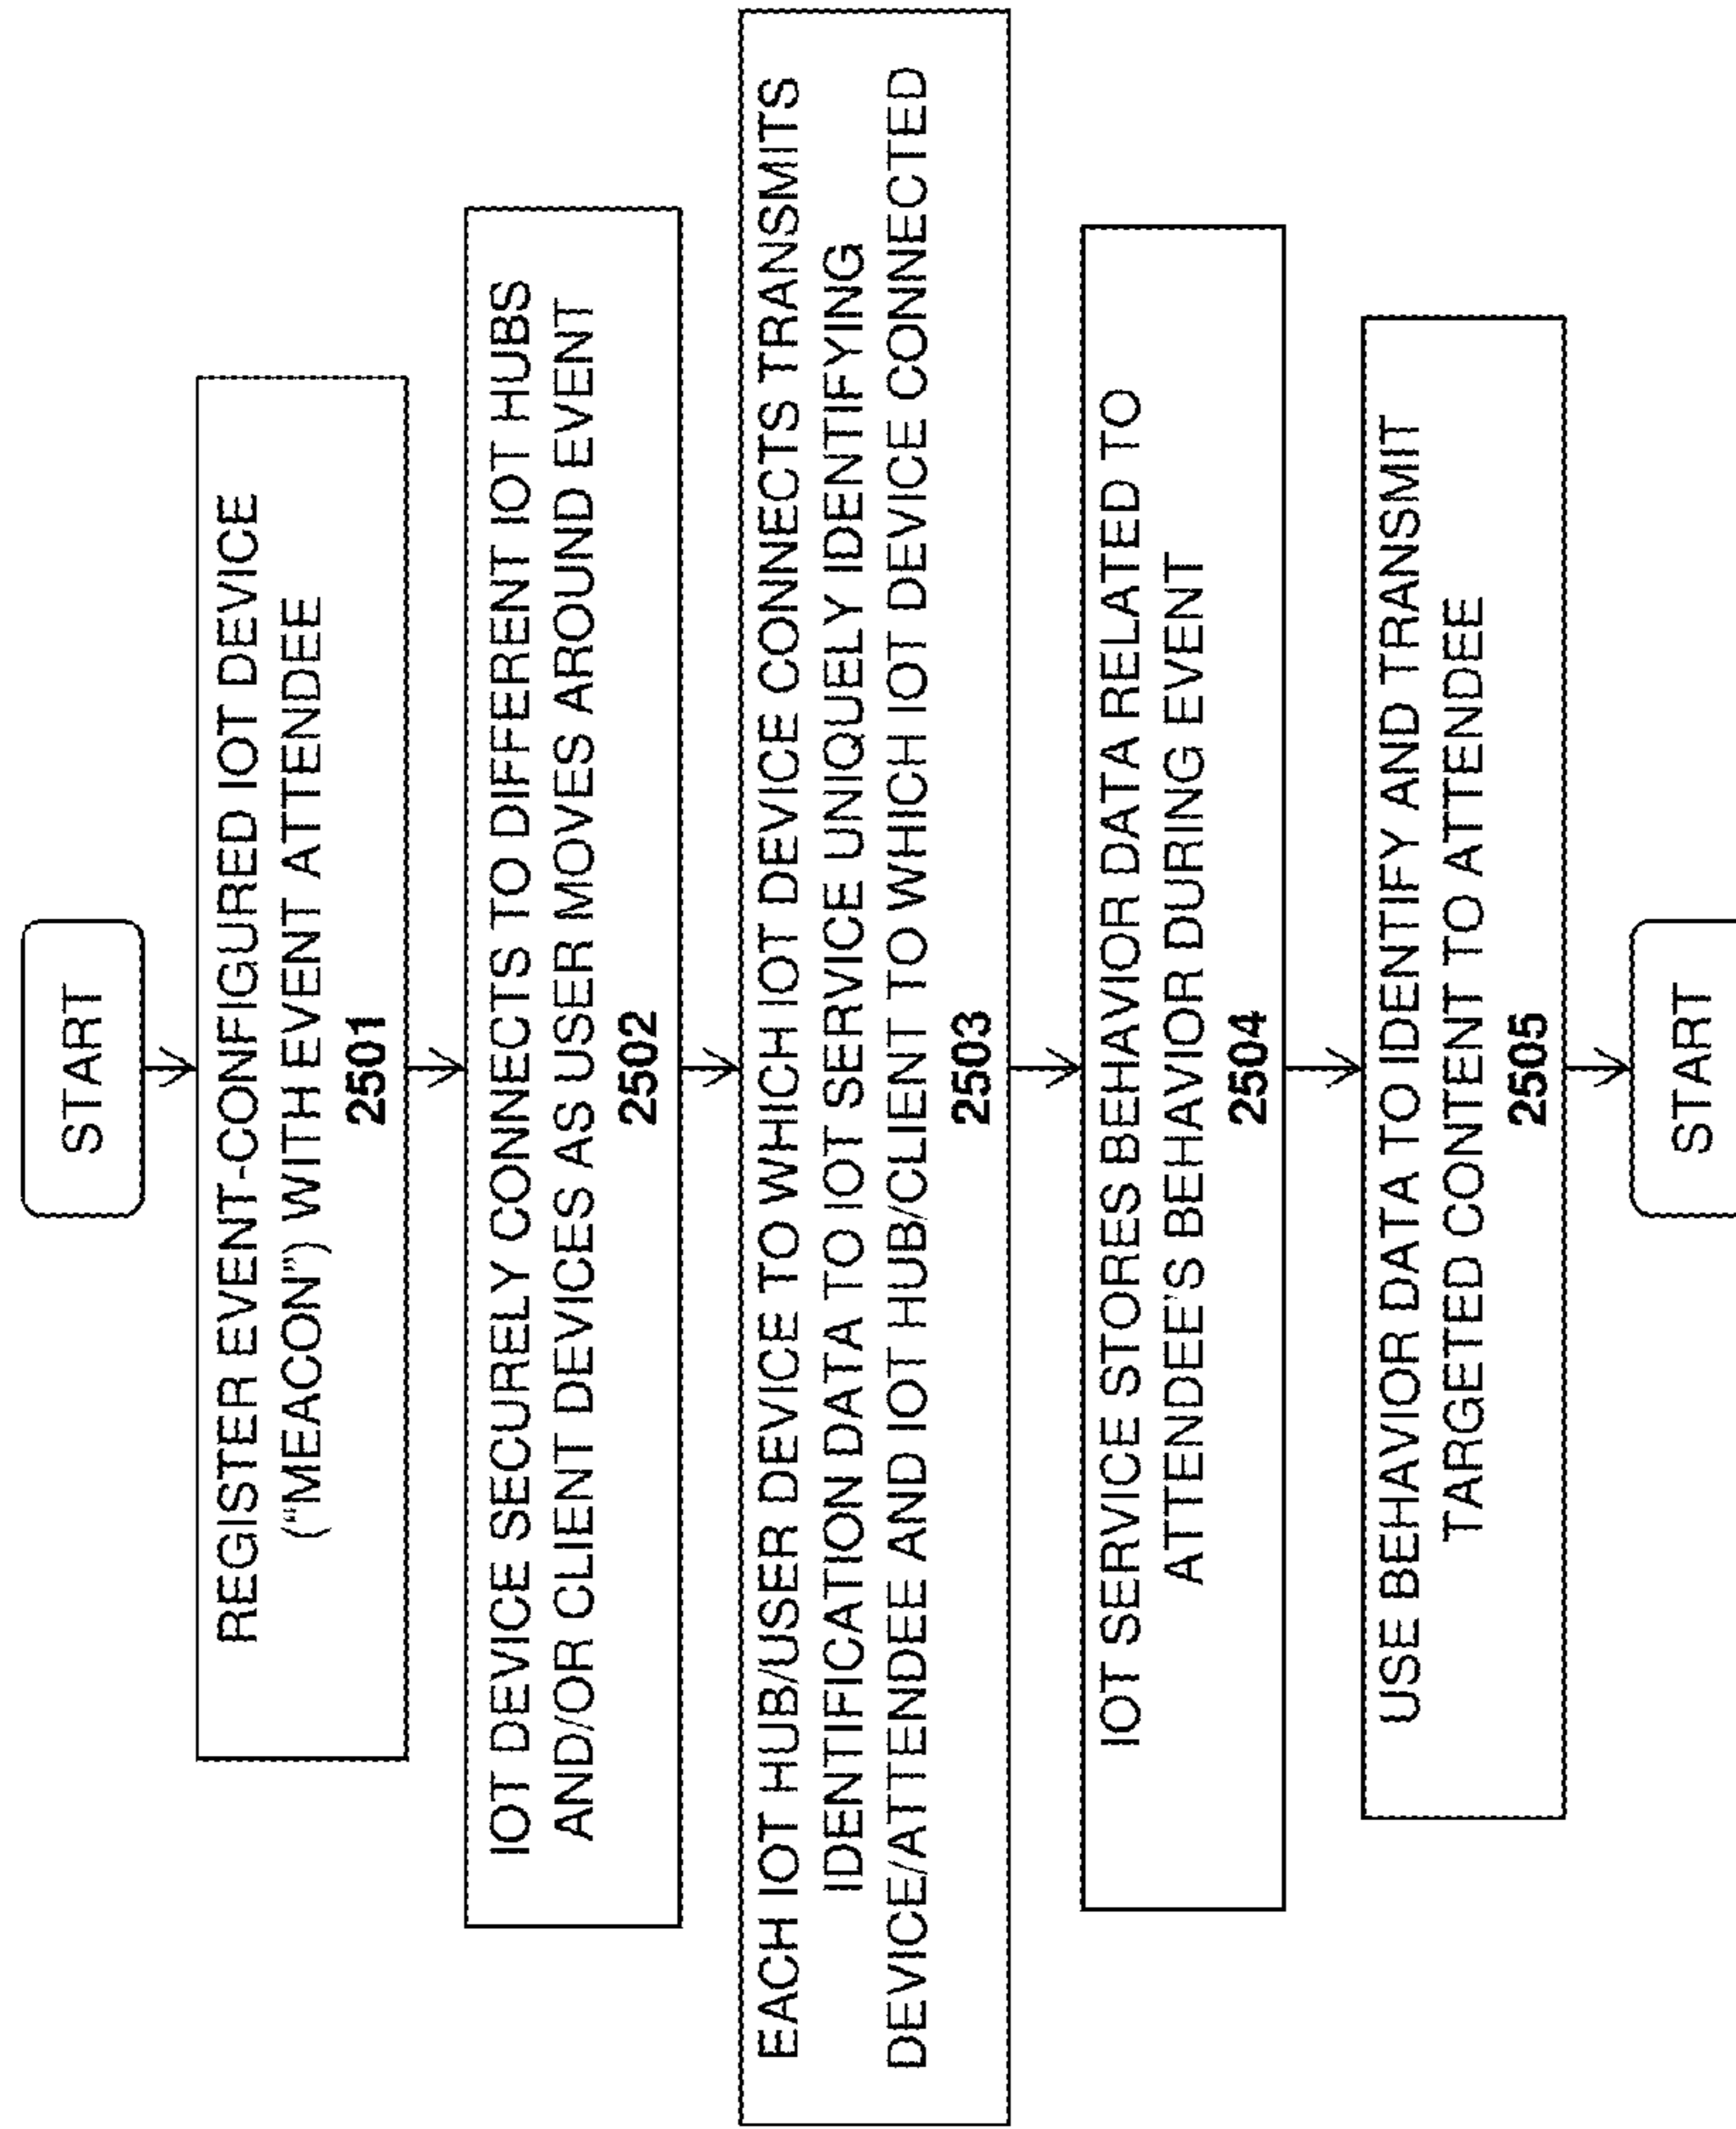 START
REGISTER EVENT-CONFIGURED IOT DEVICE
("MEACON") WITH EVENT ATTENDEE
2501
IOT DEVICE SECURELY CONNECTS TO DIFFERENT IOT HUBS
AND/OR CLIENT DEVICES AS USER MOVES AROUND EVENT
2502
EACH IOT HUB/USER DEVICE TO WHICH IOT DEVICE CONNECTS TRANSMITS
IDENTIFICATION DATA TO IOT SERVICE UNIQUELY IDENTIFYING
DEVICE/ATTENDEE AND IOT HUB/CLIENT TO WHICH IOT DEVICE CONNECTED
2503
IOT SERVICE STORES BEHAVIOR DATA RELATED TO
ATTENDEE'S BEHAVIOR DURING EVENT
2504
USE BEHAVIOR DATA TO IDENTIFY AND TRANSMIT
TARGETED CONTENT TO ATTENDEE
2505
START